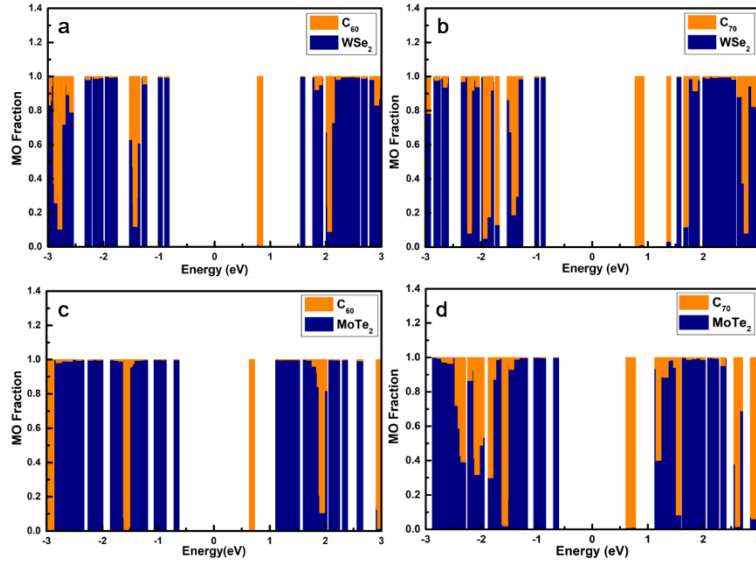 a
C60
WSe2
MO Fraction
1.4
1.2
1.0
0.8
0.6
0.4
0.2
0.0
-3 -2 -1 0 1 2 3
Energy (eV)
b
C70
WSe2
MO Fraction
1.4
1.2
1.0
0.8
0.6
0.4
0.2
0.0
-3 -2 -1 0 1 2
Energy (eV)
c
C60
MoTe2
MO Fraction
1.4
1.2
1.0
0.8
0.6
0.4
0.2
0.0
-3 -2 -1 0 1 2 3
Energy(eV)
d
C70
MoTe2
MO Fraction
1.4
1.2
1.0
0.8
0.6
0.4
0.2
0.0
-3 -2 -1 0 1 2
Energy(eV)